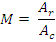 M = A_r / A_c